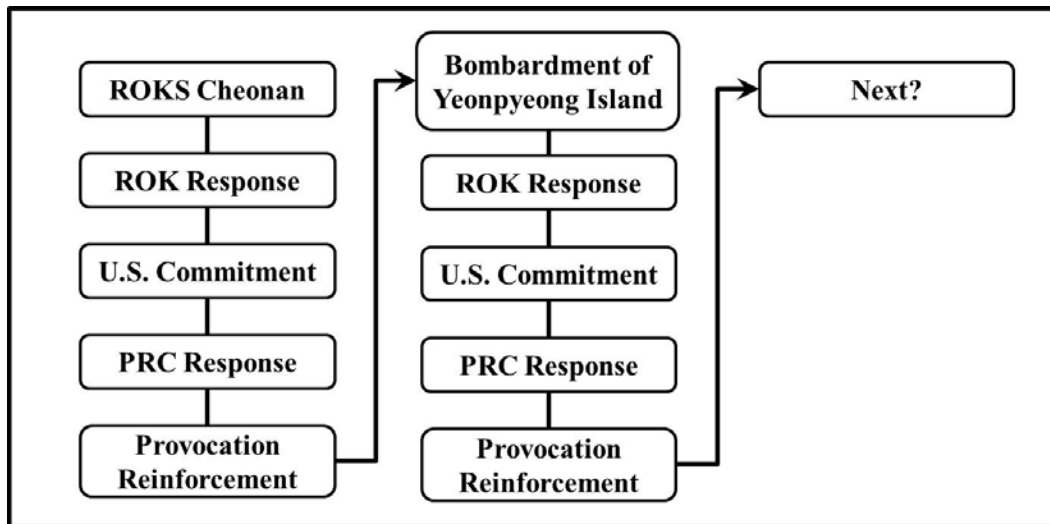 ROKS Cheonan
ROK Response
U.S. Commitment
PRC Response
Provocation
Reinforcement
Bombardment of
Yeonpyeong Island
ROK Response
U.S. Commitment
PRC Response
Provocation
Reinforcement
Next?